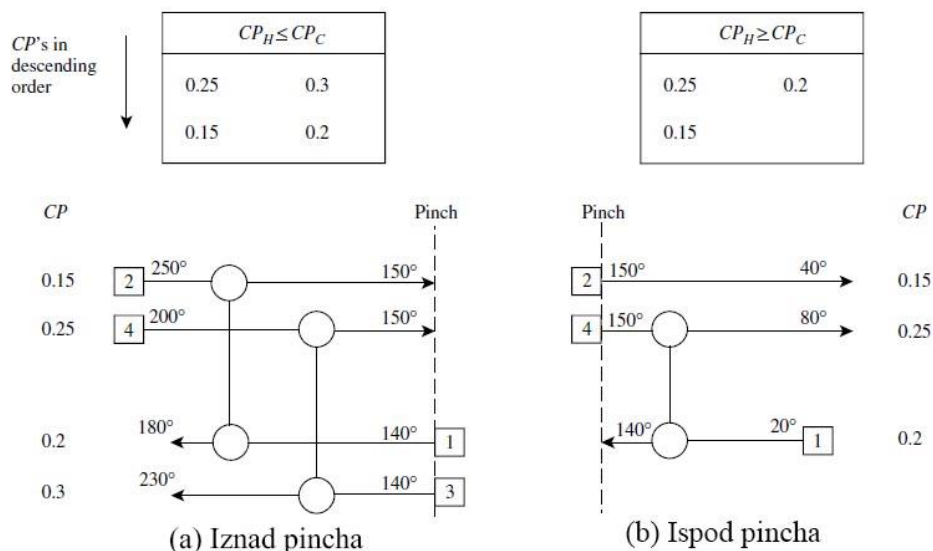 CP's in
descending
order
CP_H ≤ CP_C
0.25 0.3
0.15 0.2
CP_H ≥ CP_C
0.25 0.2
0.15
CP Pinch
0.15 2 250° 150°
0.25 4 200° 150°
0.2 180° 140° 1
0.3 230° 140° 3
(a) Iznad pincha
Pinch CP
2 150° 40° 0.15
4 150° 80° 0.25
140° 20° 1 0.2
(b) Ispod pincha